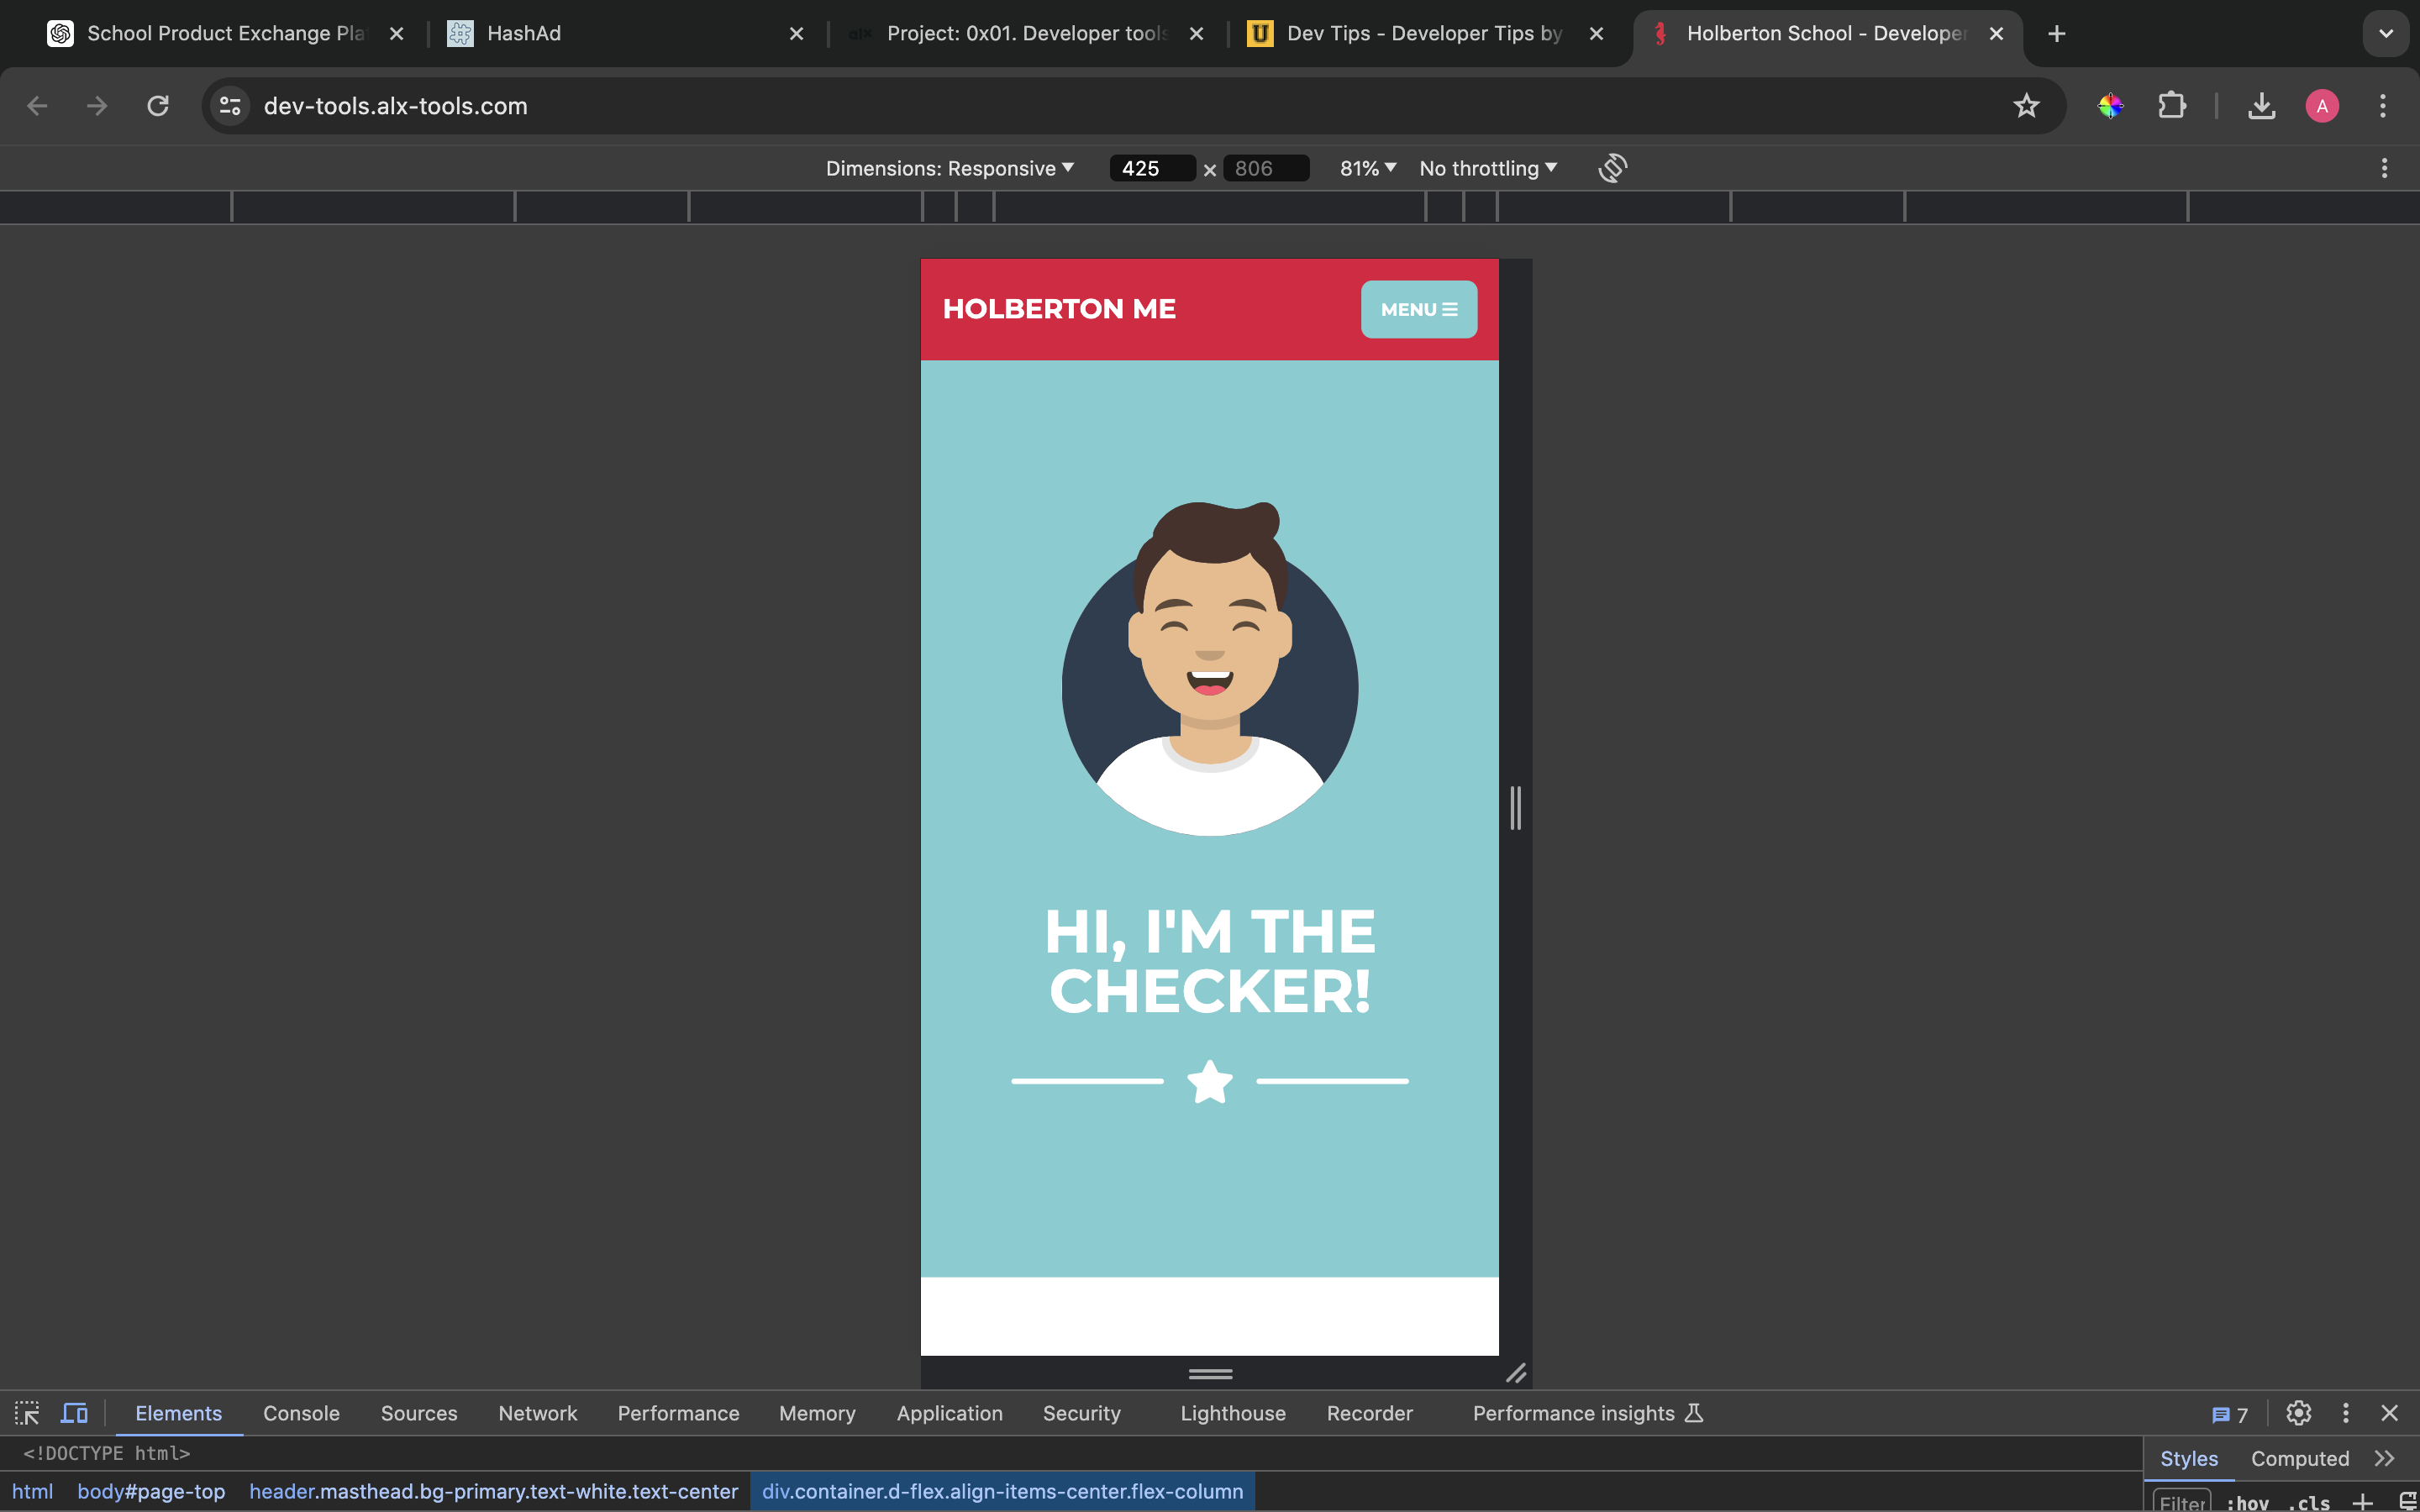 School Product Exchange Pla
HashAd
alx
Project: 0x01. Developer tools
U
Dev Tips - Developer Tips by
Holberton School - Developer
dev-tools.alx-tools.com
A
Dimensions: Responsive
425 × 806
81%
No throttling
HOLBERTON ME
MENU
HI, I'M THE
CHECKER!
Elements Console Sources Network Performance Memory Application Security Lighthouse Recorder Performance insights
7
<!DOCTYPE html>
Styles Computed
html body#page-top header.masthead.bg-primary.text-white.text-center div.container.d-flex.align-items-center.flex-column
Filter :hov .cls